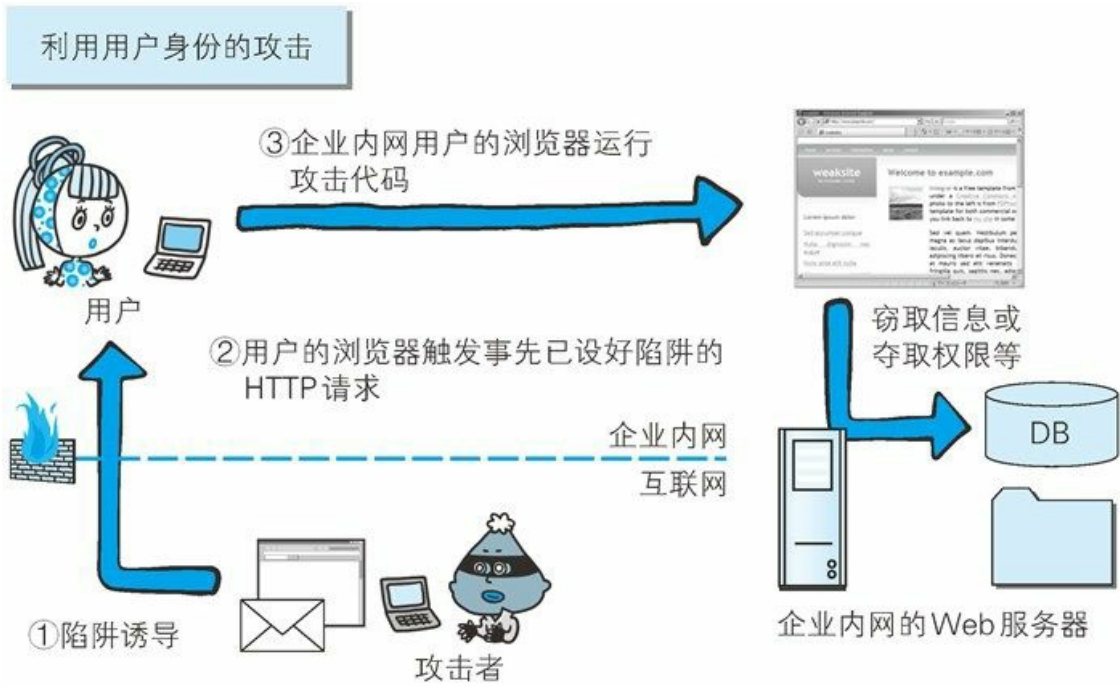 利用用户身份的攻击
③企业内网用户的浏览器运行
攻击代码
weaksite
Welcome to example.com
Lorem ipsum dolor
用户
窃取信息或
夺取权限等
②用户的浏览器触发事先已设好陷阱的
HTTP请求
DB
企业内网
互联网
①陷阱诱导
攻击者
企业内网的Web服务器